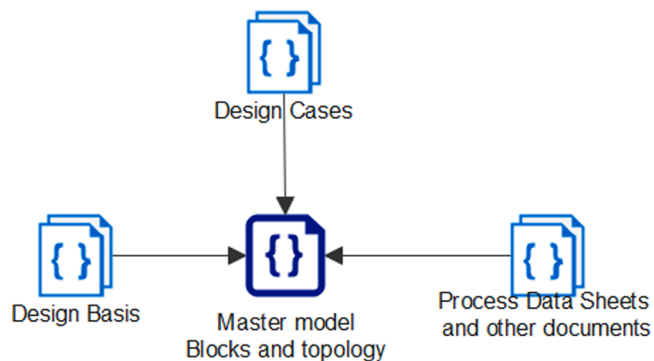 { }
Design Cases
{ }
Design Basis
{ }
Master model
Blocks and topology
{ }
Process Data Sheets
and other documents